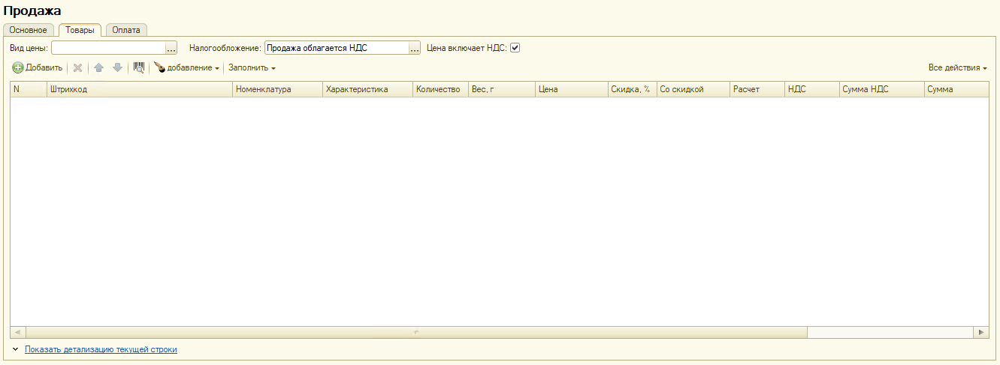 Продажа
Основное Товары Оплата
Вид цены: ... Налогообложение: Продажа облагается НДС ... Цена включает НДС:
Добавить добавление Заполнить Все действия
N Штрихкод Номенклатура Характеристика Количество Вес, г Цена Скидка, % Со скидкой Расчет НДС Сумма НДС Сумма
Показать детализацию текущей строки